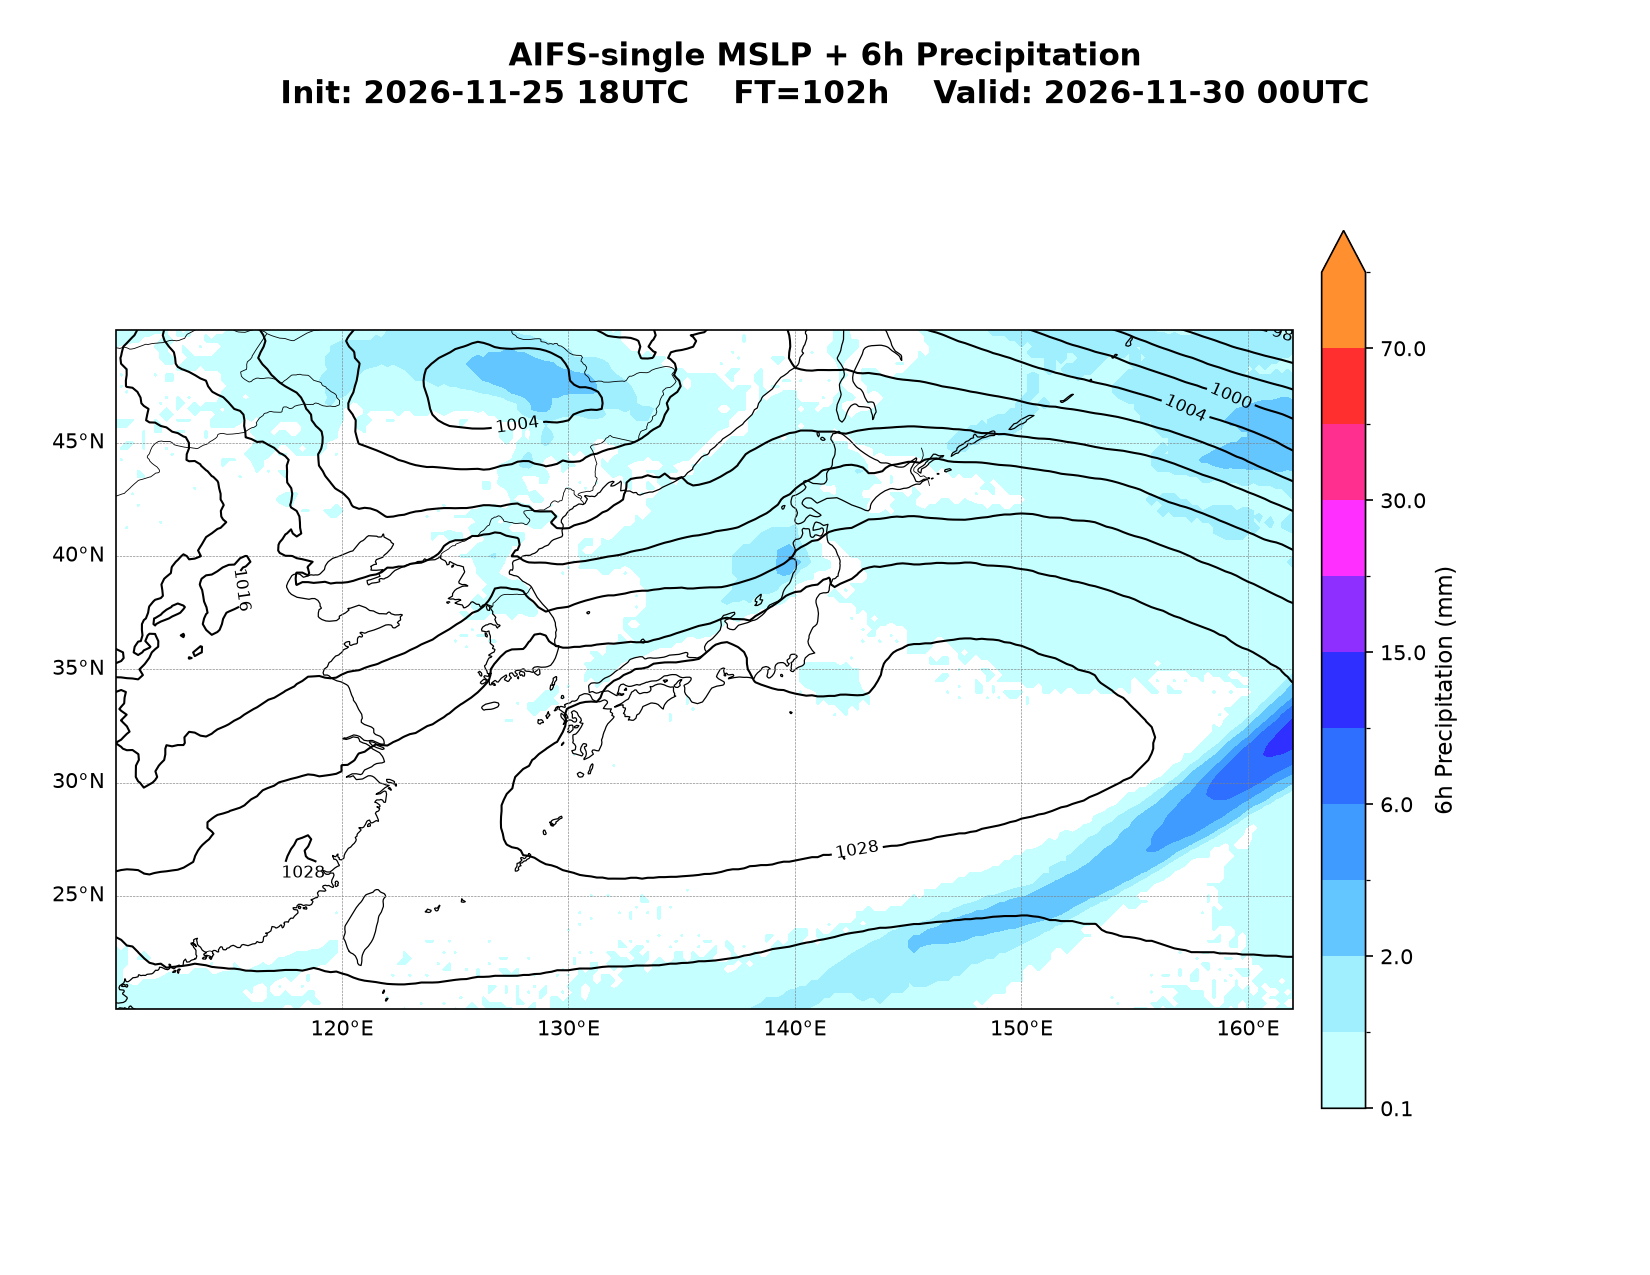 AIFS-single MSLP + 6h Precipitation
Init: 2026-11-25 18UTC    FT=102h    Valid: 2026-11-30 00UTC
1000
1004
1004
1016
1028
1028
45°N
40°N
35°N
30°N
25°N
120°E
130°E
140°E
150°E
160°E
70.0
30.0
15.0
6.0
2.0
0.1
6h Precipitation (mm)